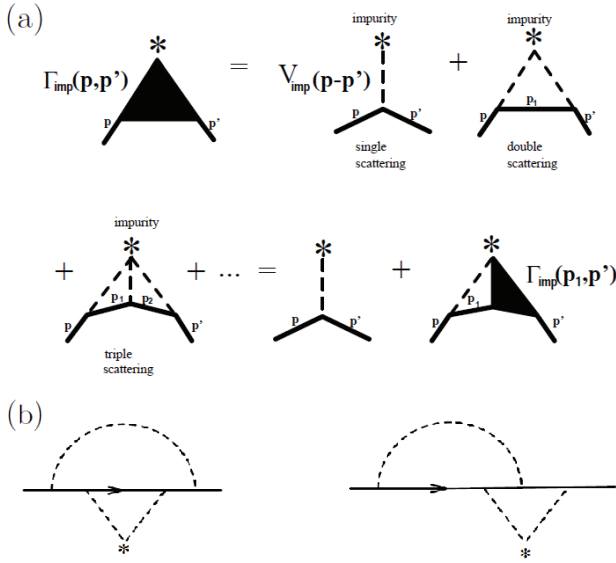 (a)
impurity
impurity
*
*
*
Γimp(p,p') = Vimp(p-p') +
p p' p p' p p1 p'
single scattering
double scattering
impurity
*
*
*
+ + ... = + Γimp(p1,p')
p p1 p2 p' p p' p p1 p'
triple scattering
(b)
*
*